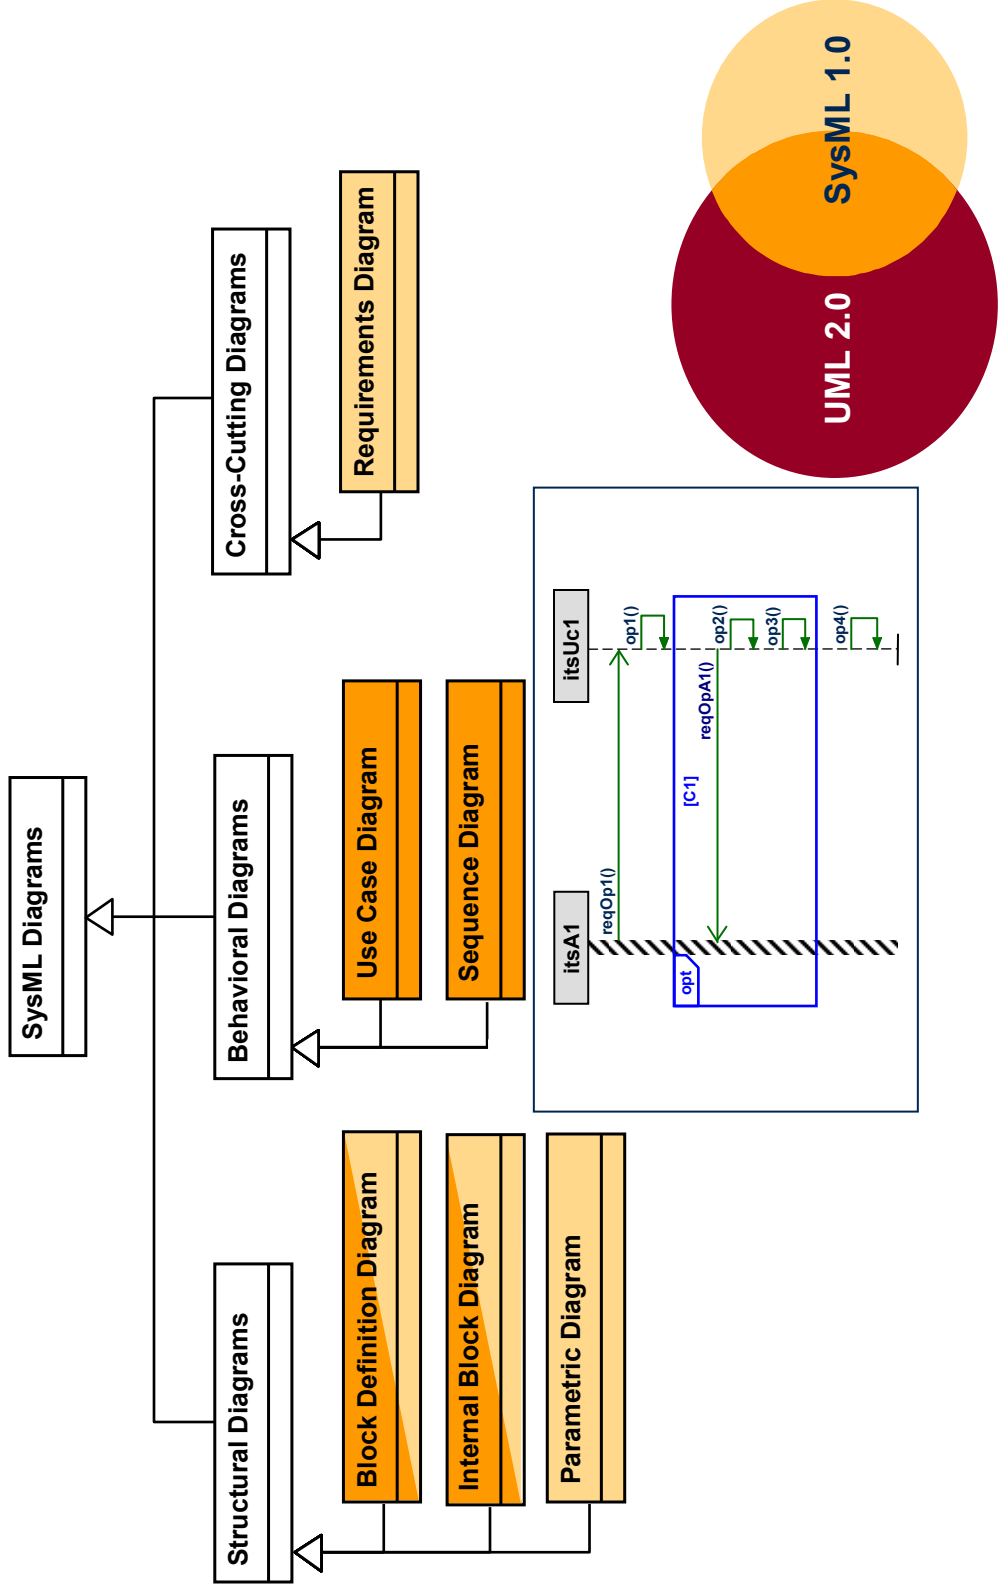 SysML Diagrams
Structural Diagrams
Behavioral Diagrams
Cross-Cutting Diagrams
Block Definition Diagram
Use Case Diagram
Requirements Diagram
Internal Block Diagram
Sequence Diagram
Parametric Diagram
itsA1
itsUc1
reqOp1()
op1()
opt
[C1]
reqOpA1()
op2()
op3()
op4()
UML 2.0
SysML 1.0